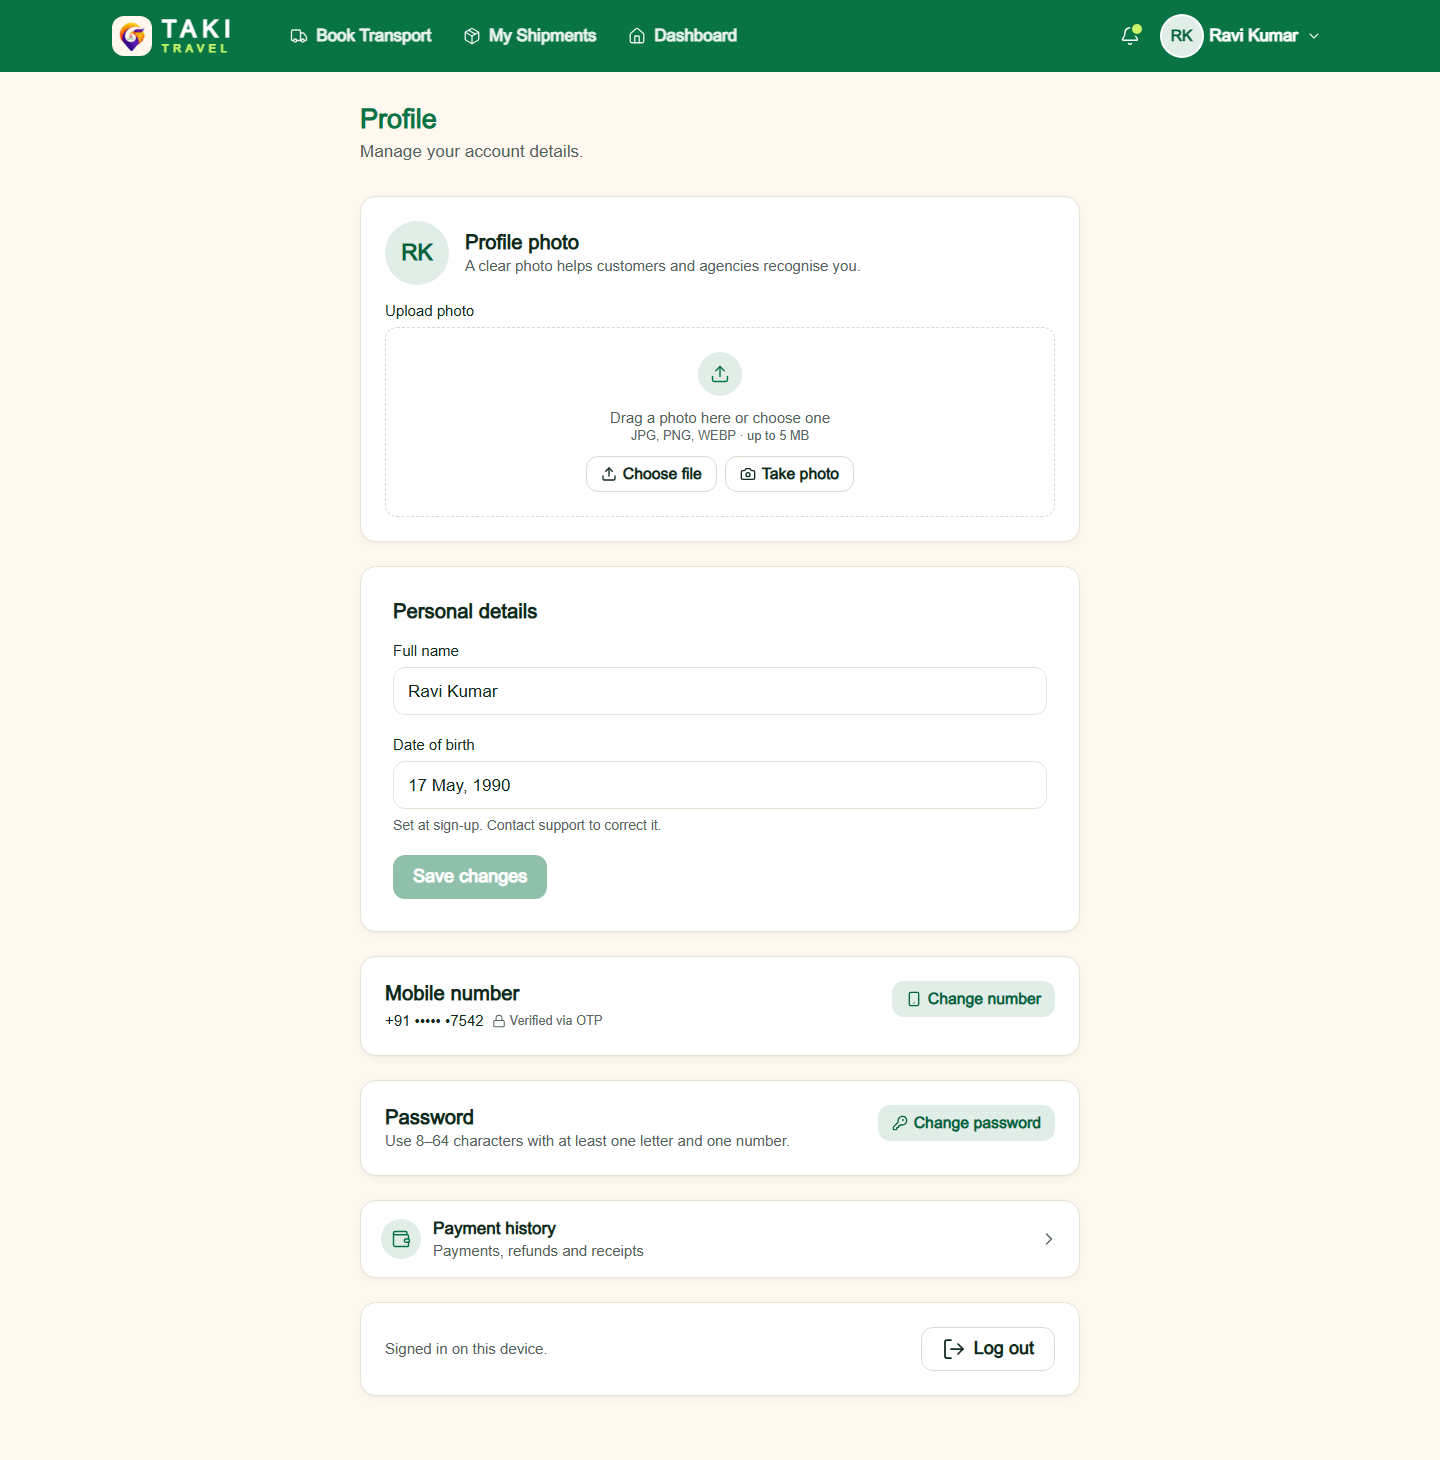 TAKI
TRAVEL
Book Transport
My Shipments
Dashboard
RK
Ravi Kumar
Profile
Manage your account details.
RK
Profile photo
A clear photo helps customers and agencies recognise you.
Upload photo
Drag a photo here or choose one
JPG, PNG, WEBP · up to 5 MB
Choose file
Take photo
Personal details
Full name
Ravi Kumar
Date of birth
17 May, 1990
Set at sign-up. Contact support to correct it.
Save changes
Mobile number
Change number
+91 ••••• •7542
Verified via OTP
Password
Change password
Use 8–64 characters with at least one letter and one number.
Payment history
Payments, refunds and receipts
Signed in on this device.
Log out